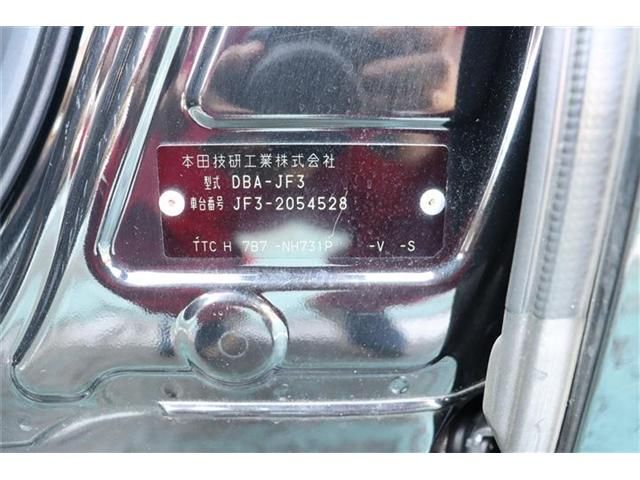 本田技研工業株式会社
型式 DBA-JF3
車台番号 JF3-2054528
TTC H 7B7 -NH731P -V -S